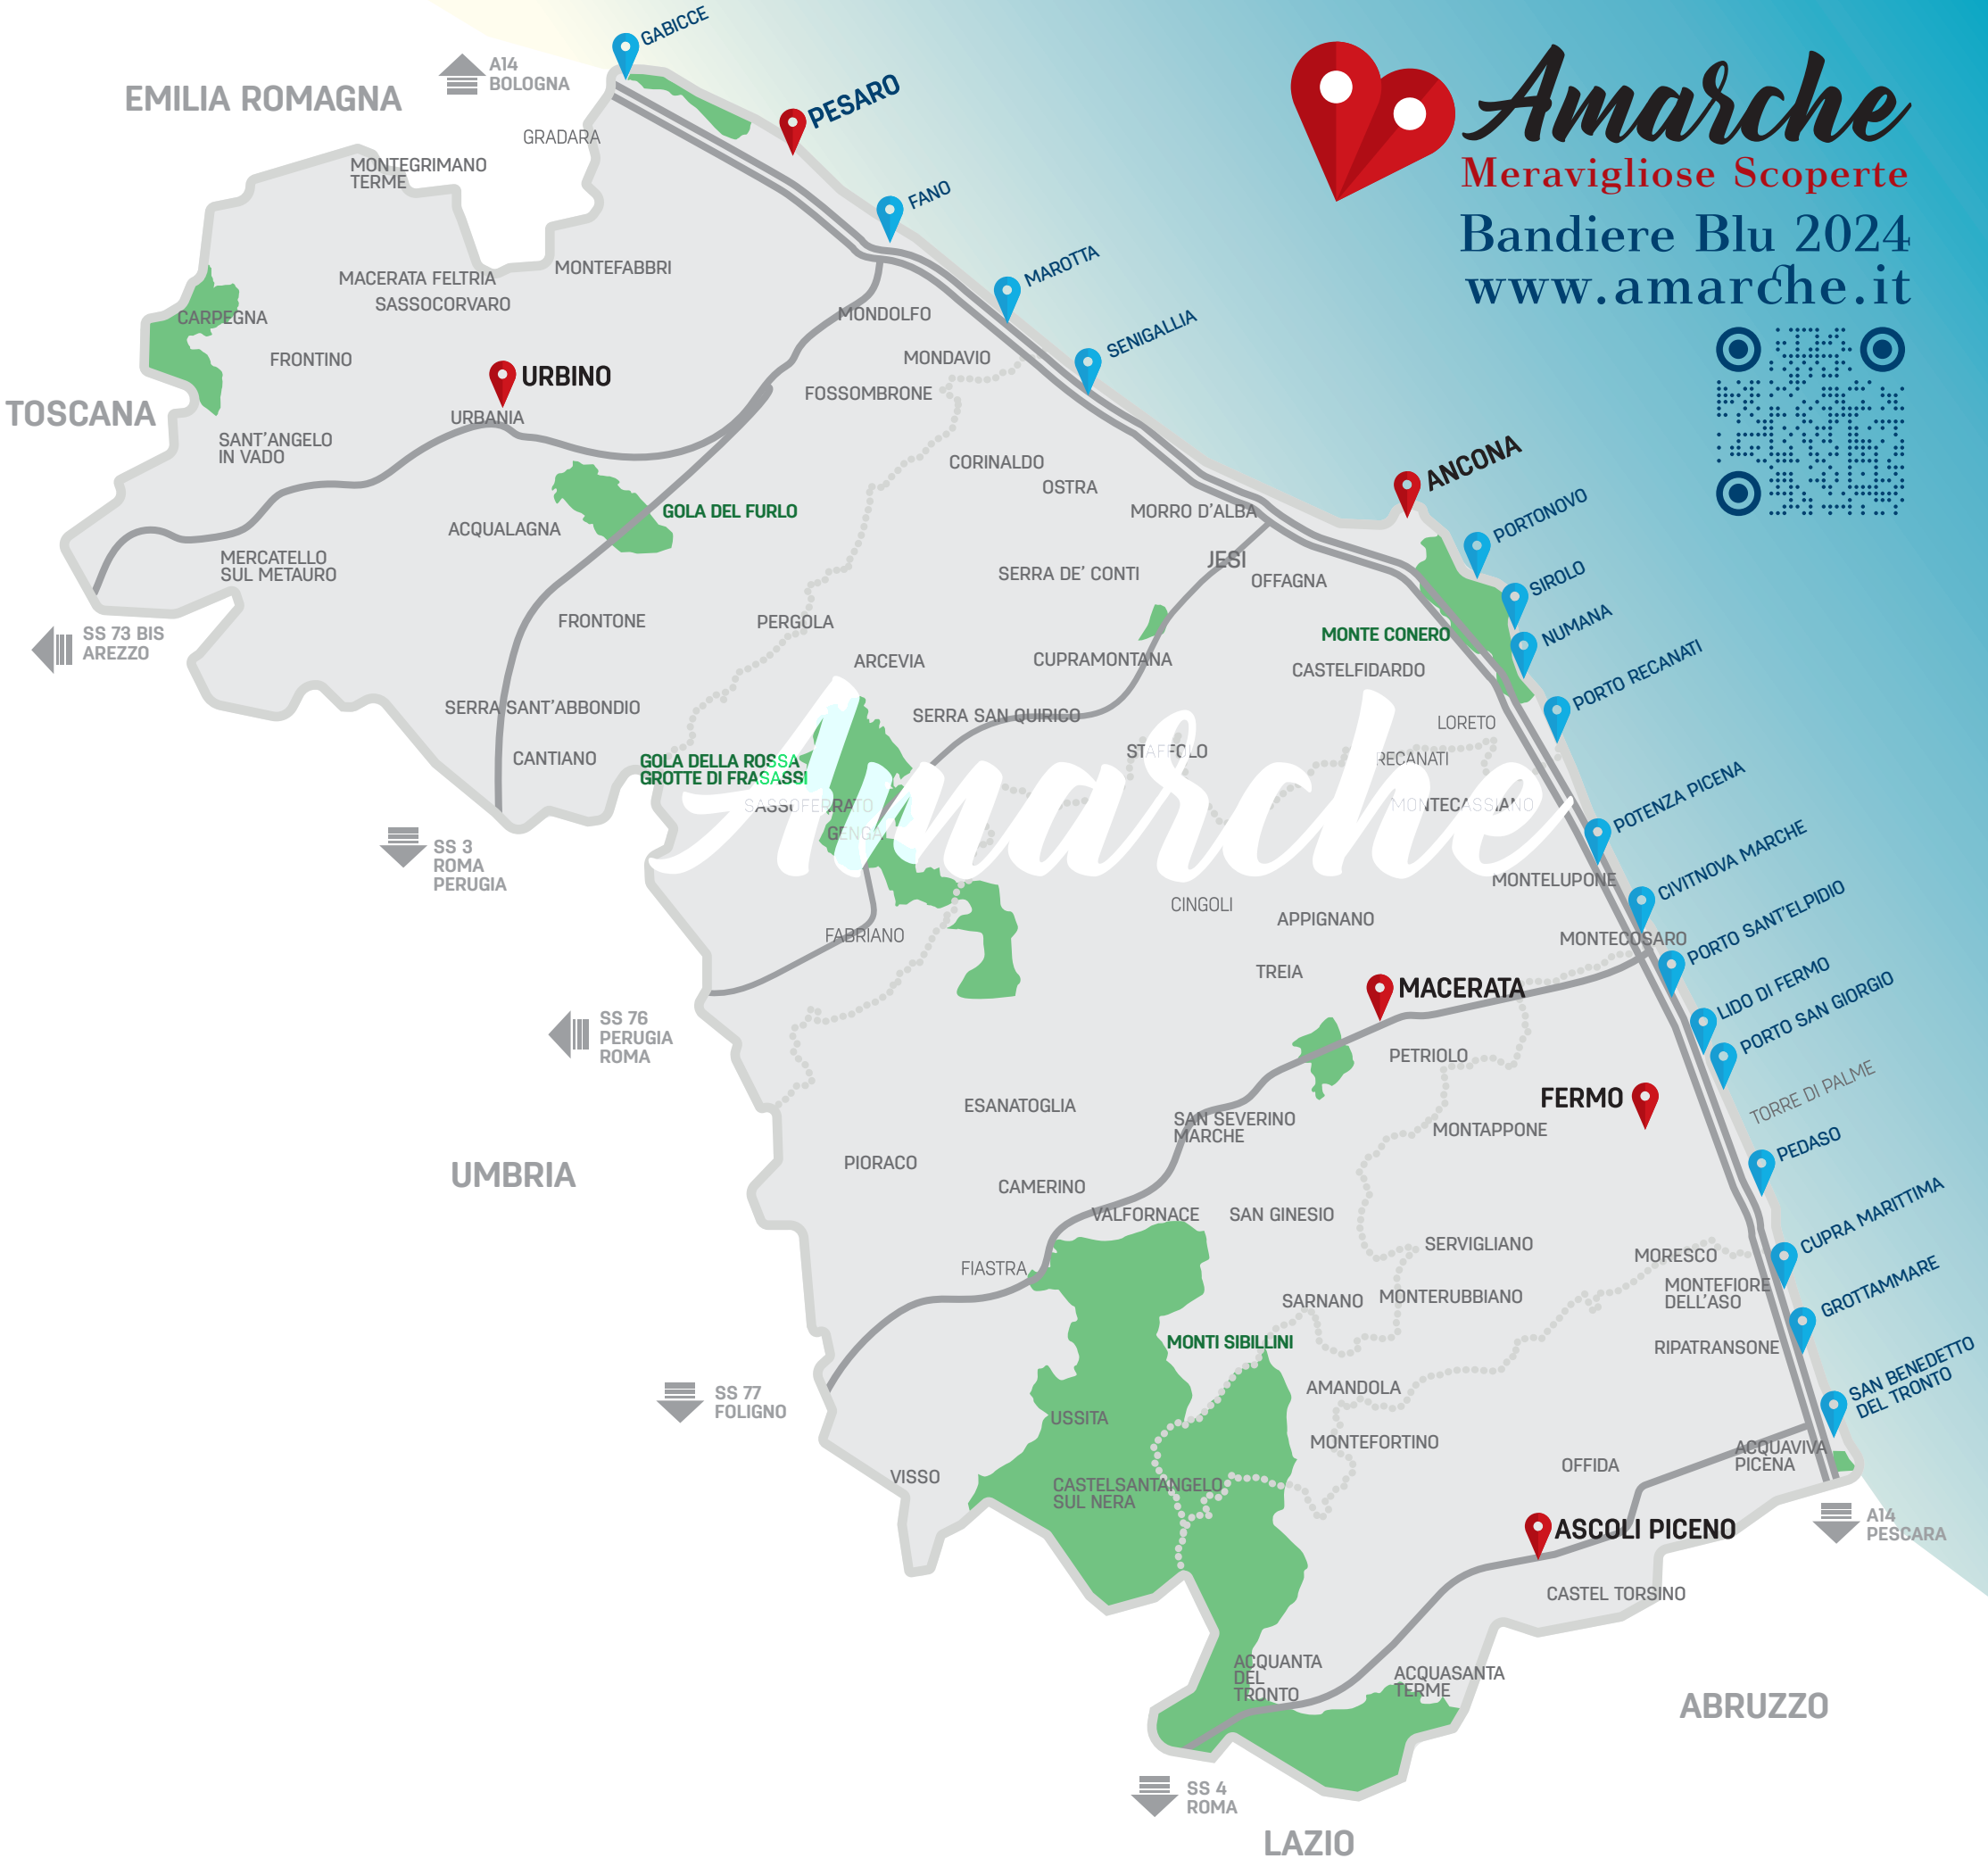 GABICCE
A14
BOLOGNA
EMILIA ROMAGNA
PESARO
Amarche
Meravigliose Scoperte
Bandiere Blu 2024
www.amarche.it
GRADARA
MONTEGRIMANO
TERME
FANO
MAROTTA
MACERATA FELTRIA
MONTEFABBRI
SASSOCORVARO
CARPEGNA
MONDOLFO
SENIGALLIA
FRONTINO
MONDAVIO
URBINO
FOSSOMBRONE
TOSCANA
URBANIA
SANT'ANGELO
IN VADO
CORINALDO
OSTRA
ANCONA
GOLA DEL FURLO
MORRO D'ALBA
PORTONOVO
ACQUALAGNA
MERCATELLO
SUL METAURO
JESI
SERRA DE' CONTI
OFFAGNA
SIROLO
FRONTONE
PERGOLA
MONTE CONERO
NUMANA
SS 73 BIS
AREZZO
ARCEVIA
CUPRAMONTANA
CASTELFIDARDO
PORTO RECANATI
SERRA SANT'ABBONDIO
SERRA SAN QUIRICO
LORETO
CANTIANO
GOLA DELLA ROSSA
GROTTE DI FRASASSI
STAFFOLO
RECANATI
POTENZA PICENA
SASSOFERRATO
MONTECASSIANO
GENGA
Amarche
SS 3
ROMA
PERUGIA
MONTELUPONE
CIVITNOVA MARCHE
CINGOLI
APPIGNANO
FABRIANO
MONTECOSARO
PORTO SANT'ELPIDIO
TREIA
MACERATA
LIDO DI FERMO
SS 76
PERUGIA
ROMA
PORTO SAN GIORGIO
PETRIOLO
ESANATOGLIA
FERMO
TORRE DI PALME
SAN SEVERINO
MARCHE
MONTAPPONE
PEDASO
UMBRIA
PIORACO
CAMERINO
VALFORNACE
SAN GINESIO
CUPRA MARITTIMA
SERVIGLIANO
MORESCO
FIASTRA
MONTEFIORE
DELL'ASO
SARNANO
MONTERUBBIANO
GROTTAMMARE
MONTI SIBILLINI
RIPATRANSONE
SS 77
FOLIGNO
AMANDOLA
SAN BENEDETTO
DEL TRONTO
USSITA
MONTEFORTINO
ACQUAVIVA
PICENA
OFFIDA
VISSO
CASTELSANTANGELO
SUL NERA
A14
PESCARA
ASCOLI PICENO
CASTEL TORSINO
ACQUANTA
DEL
TRONTO
ACQUASANTA
TERME
ABRUZZO
SS 4
ROMA
LAZIO